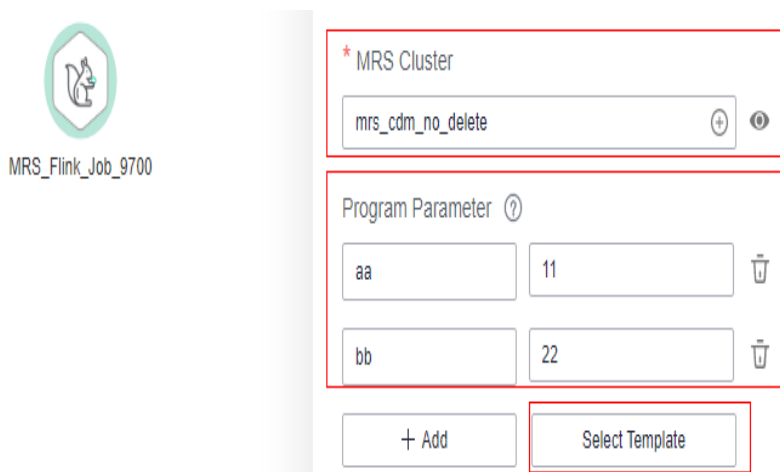 * MRS Cluster
mrs_cdm_no_delete
MRS_Flink_Job_9700
Program Parameter ?
aa 11
bb 22
+ Add Select Template